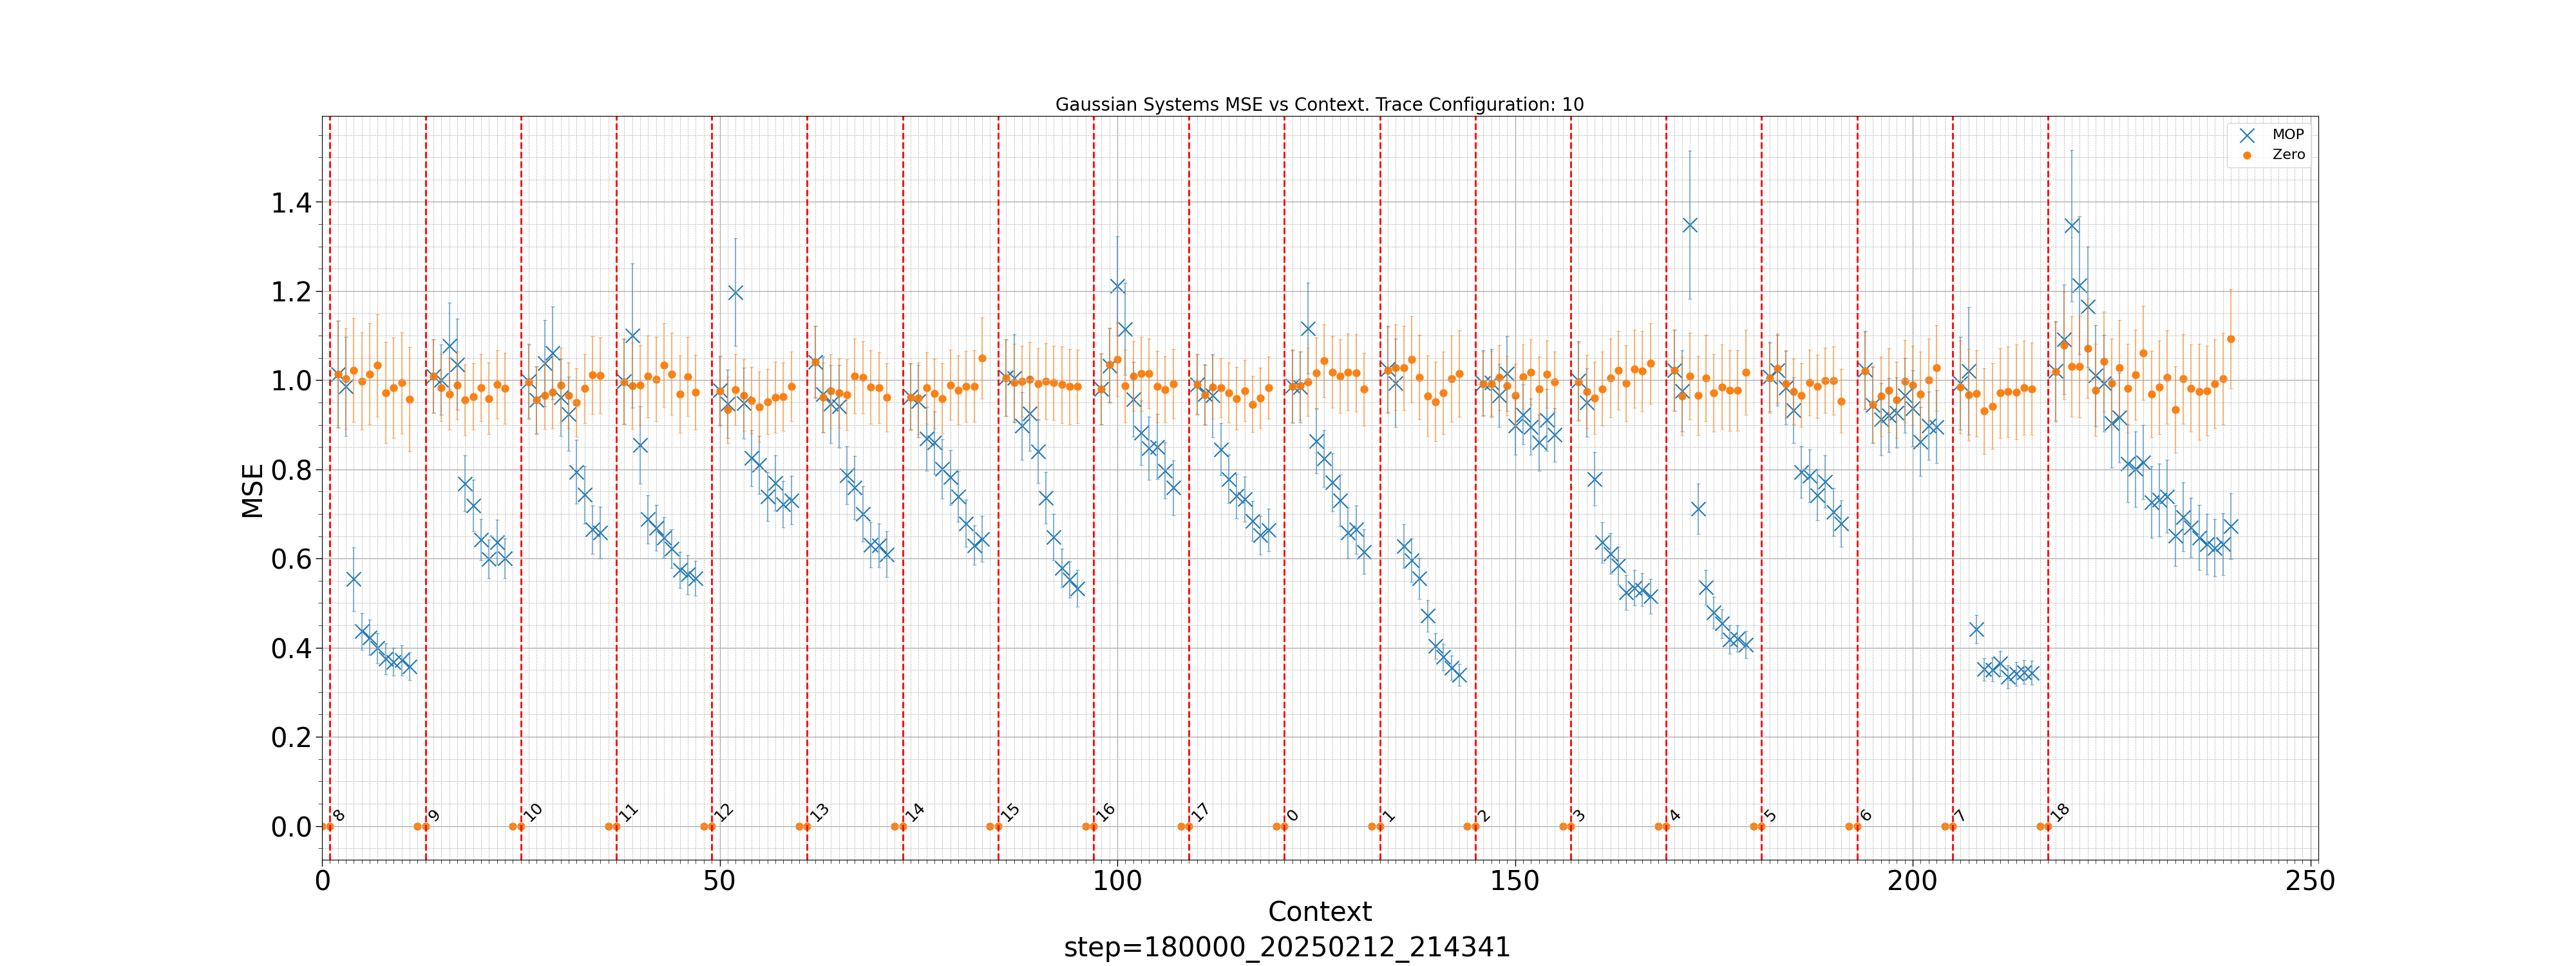 Gaussian Systems MSE vs Context. Trace Configuration: 10
MOP
Zero
MSE
1.4
1.2
1.0
0.8
0.6
0.4
0.2
0.0
8 9 10 11 12 13 14 15 16 17 0 1 2 3 4 5 6 7 18
0 50 100 150 200 250
Context
step=180000_20250212_214341